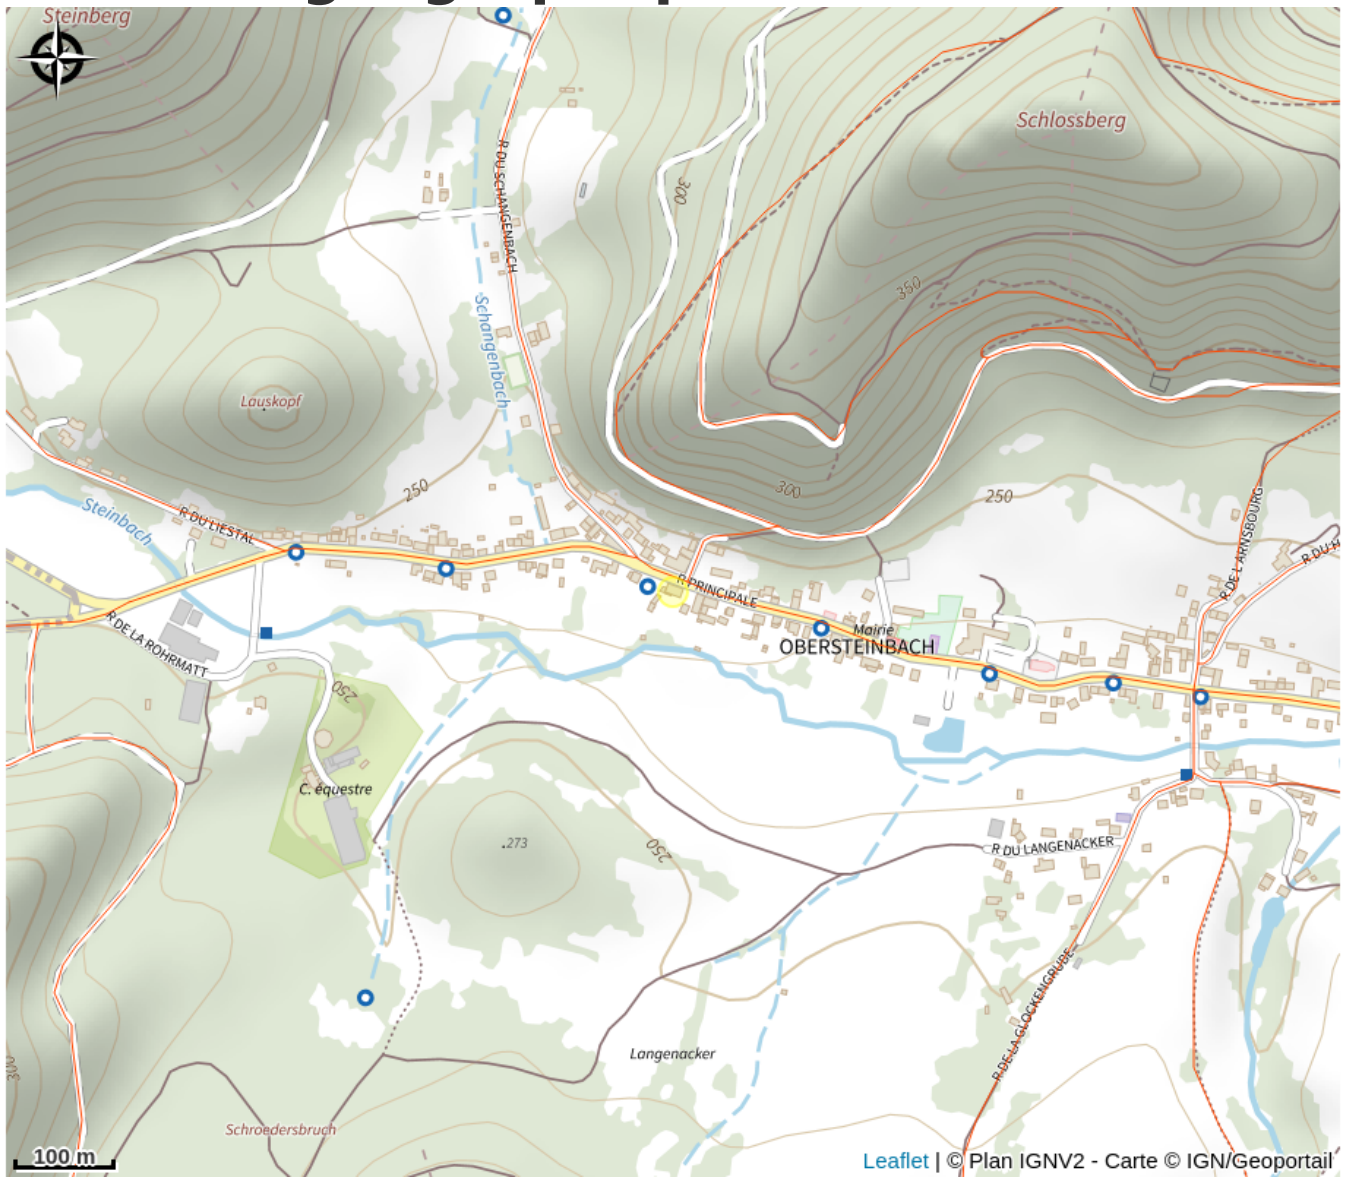 Steinberg
Schlossberg
R DU SCHANGENBACH
300
350
Schangenbach
Lauskopf
250
300
250
Steinbach
R DU LIESTAL
R DE L'ARNSBOURG
R DU H
R PRINCIPALE
Mairie
OBERSTEINBACH
R DE LA ROHRMATT
250
C. équestre
.273
250
R DU LANGENACKER
R DE LA GLOCKENGRUBE
Langenacker
300
Schroedersbruch
100 m
Leaflet | © Plan IGNV2 - Carte © IGN/Geoportail